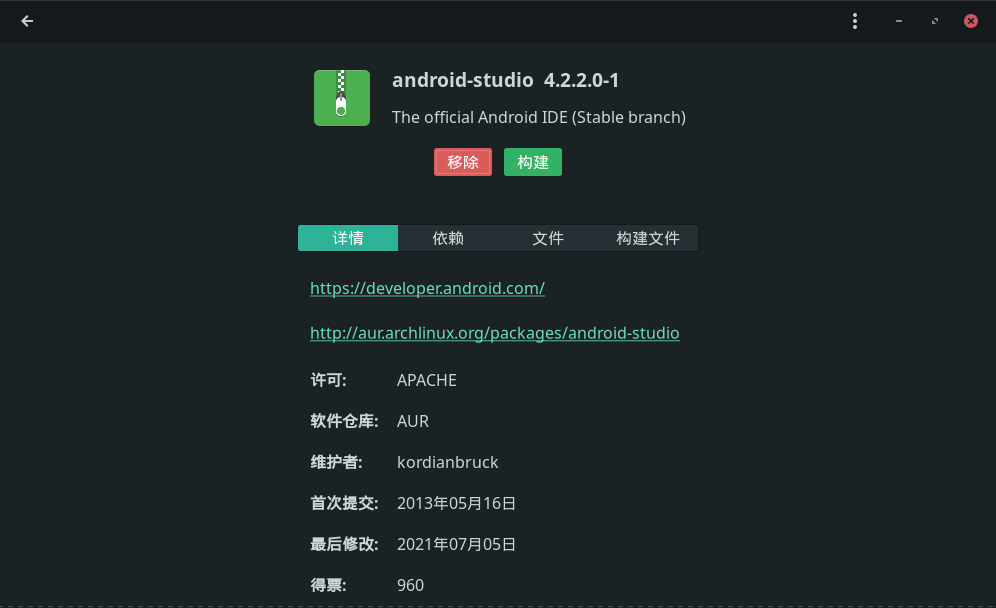 android-studio 4.2.2.0-1
The official Android IDE (Stable branch)
移除 构建
详情 依赖 文件 构建文件
https://developer.android.com/
http://aur.archlinux.org/packages/android-studio
许可: APACHE
软件仓库: AUR
维护者: kordianbruck
首次提交: 2013年05月16日
最后修改: 2021年07月05日
得票: 960